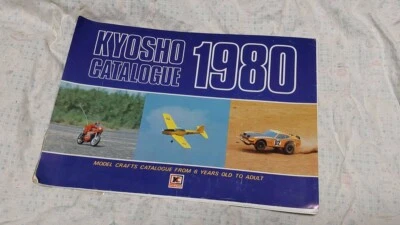 KYOSHO
CATALOGUE
1980
MODEL CRAFTS CATALOGUE FROM 6 YEARS OLD TO ADULT